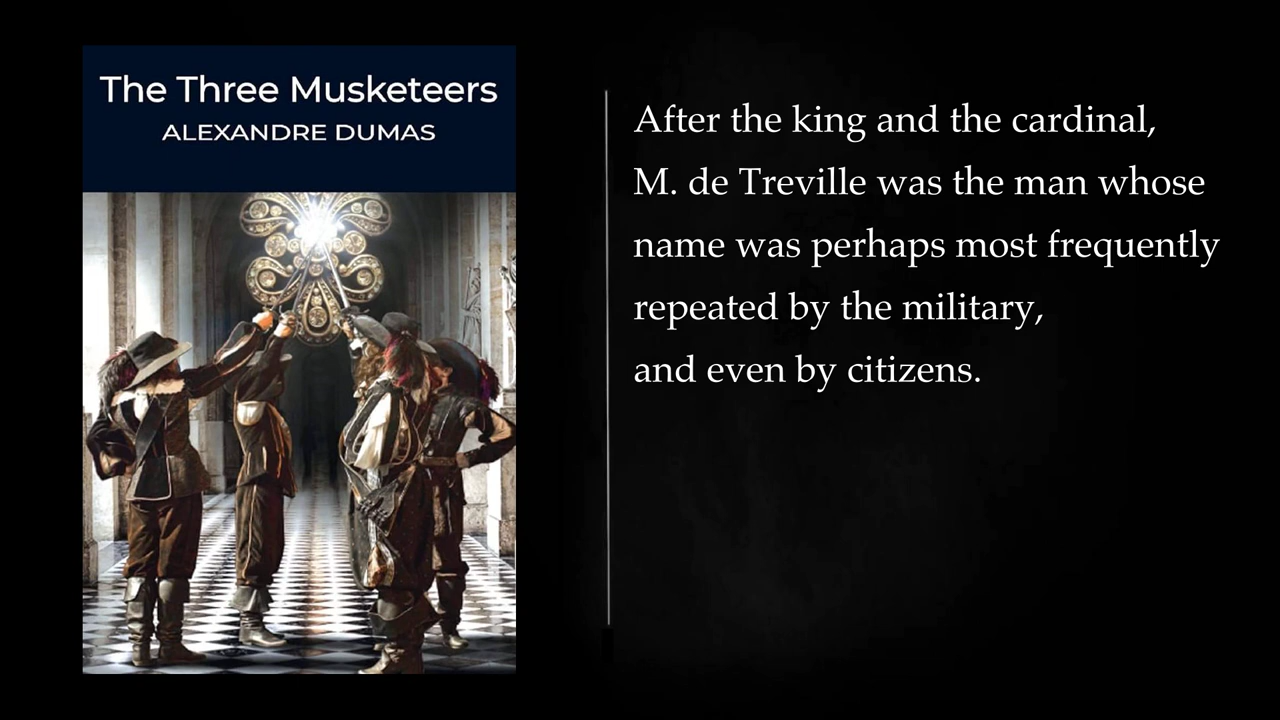 The Three Musketeers
ALEXANDRE DUMAS
After the king and the cardinal,
M. de Treville was the man whose
name was perhaps most frequently
repeated by the military,
and even by citizens.